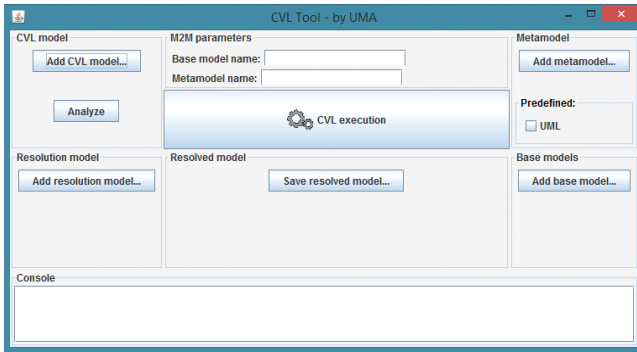 CVL Tool - by UMA
CVL model
Add CVL model...
Analyze
M2M parameters
Base model name:
Metamodel name:
CVL execution
Metamodel
Add metamodel...
Predefined:
UML
Resolution model
Add resolution model...
Resolved model
Save resolved model...
Base models
Add base model...
Console